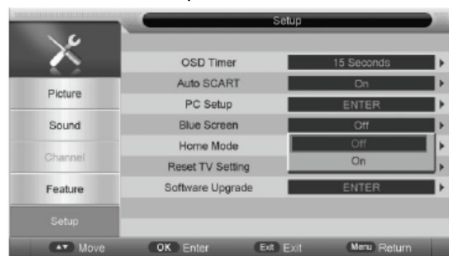 Setup
OSD Timer 15 Seconds
Auto SCART On
Picture
PC Setup ENTER
Sound
Blue Screen Off
Home Mode Off
Channel
On
Reset TV Setting
Feature
Software Upgrade ENTER
Setup
Move OK Enter Exit Exit Menu Return